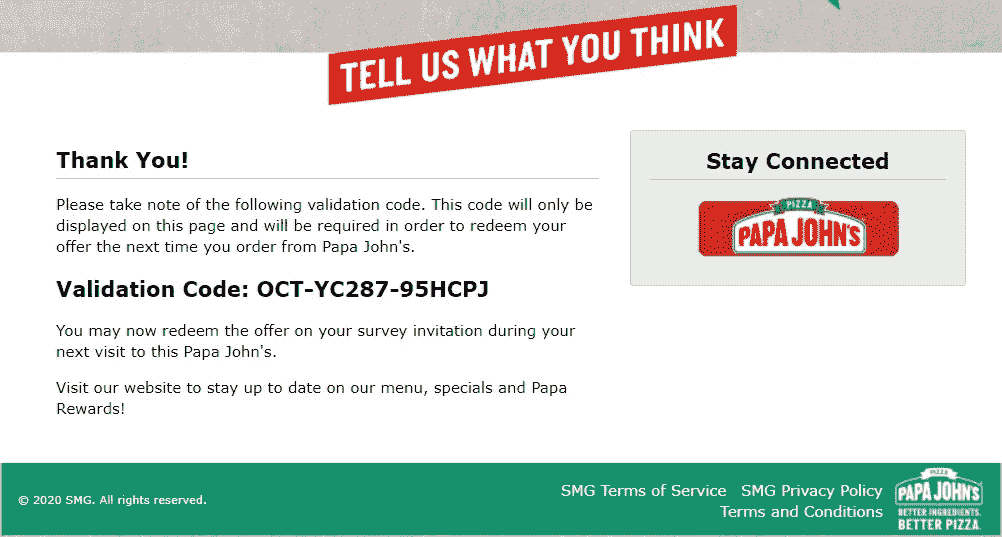 TELL US WHAT YOU THINK
Thank You!
Please take note of the following validation code. This code will only be
displayed on this page and will be required in order to redeem your
offer the next time you order from Papa John's.
Validation Code: OCT-YC287-95HCPJ
You may now redeem the offer on your survey invitation during your
next visit to this Papa John's.
Visit our website to stay up to date on our menu, specials and Papa
Rewards!
Stay Connected
PIZZA
PAPA JOHN'S
© 2020 SMG. All rights reserved.
SMG Terms of Service SMG Privacy Policy
Terms and Conditions
PIZZA
PAPA JOHN'S
BETTER INGREDIENTS.
BETTER PIZZA.